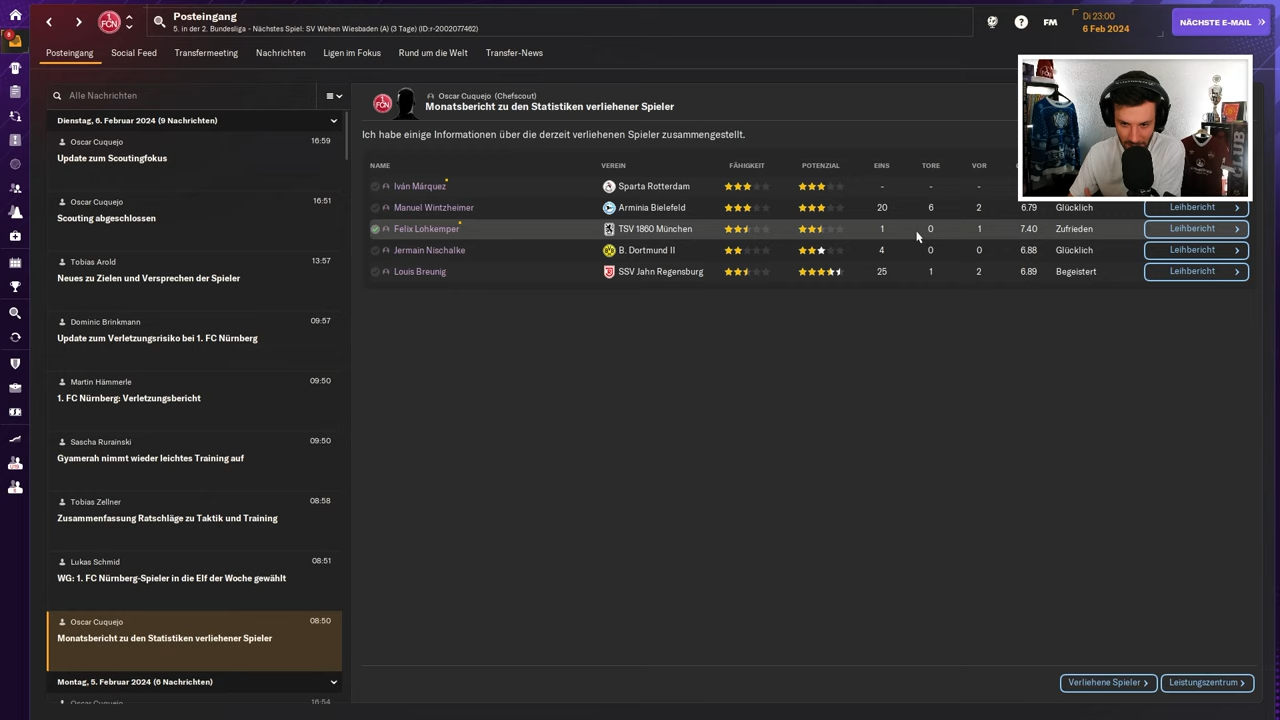 Posteingang
5. in der 2. Bundesliga - Nächstes Spiel: SV Wehen Wiesbaden (A) (3 Tage) (ID:r-2002077462)
FM
Di 23:00
6 Feb 2024
NÄCHSTE E-MAIL
Posteingang Social Feed Transfermeeting Nachrichten Ligen im Fokus Rund um die Welt Transfer-News
Alle Nachrichten
Dienstag, 6. Februar 2024 (9 Nachrichten)
Oscar Cuquejo 16:59
Update zum Scoutingfokus
Oscar Cuquejo 16:51
Scouting abgeschlossen
Tobias Arold 13:57
Neues zu Zielen und Versprechen der Spieler
Dominic Brinkmann 09:57
Update zum Verletzungsrisiko bei 1. FC Nürnberg
Martin Hämmerle 09:50
1. FC Nürnberg: Verletzungsbericht
Sascha Rurainski 09:50
Gyamerah nimmt wieder leichtes Training auf
Tobias Zellner 08:58
Zusammenfassung Ratschläge zu Taktik und Training
Lukas Schmid 08:51
WG: 1. FC Nürnberg-Spieler in die Elf der Woche gewählt
Oscar Cuquejo 08:50
Monatsbericht zu den Statistiken verliehener Spieler
Montag, 5. Februar 2024 (6 Nachrichten)
Oscar Cuquejo 16:54
Oscar Cuquejo (Chefscout)
Monatsbericht zu den Statistiken verliehener Spieler
Ich habe einige Informationen über die derzeit verliehenen Spieler zusammengestellt.
NAME VEREIN FÄHIGKEIT POTENZIAL EINS TORE VOR
Iván Márquez Sparta Rotterdam - - -
Manuel Wintzheimer Arminia Bielefeld 20 6 2 6.79 Glücklich Leihbericht
Felix Lohkemper TSV 1860 München 1 0 1 7.40 Zufrieden Leihbericht
Jermain Nischalke B. Dortmund II 4 0 0 6.88 Glücklich Leihbericht
Louis Breunig SSV Jahn Regensburg 25 1 2 6.89 Begeistert Leihbericht
Verliehene Spieler Leistungszentrum
CLUB